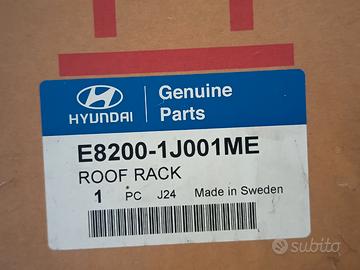 HYUNDAI
Genuine
Parts
E8200-1J001ME
ROOF RACK
1 PC J24 Made in Sweden
subito